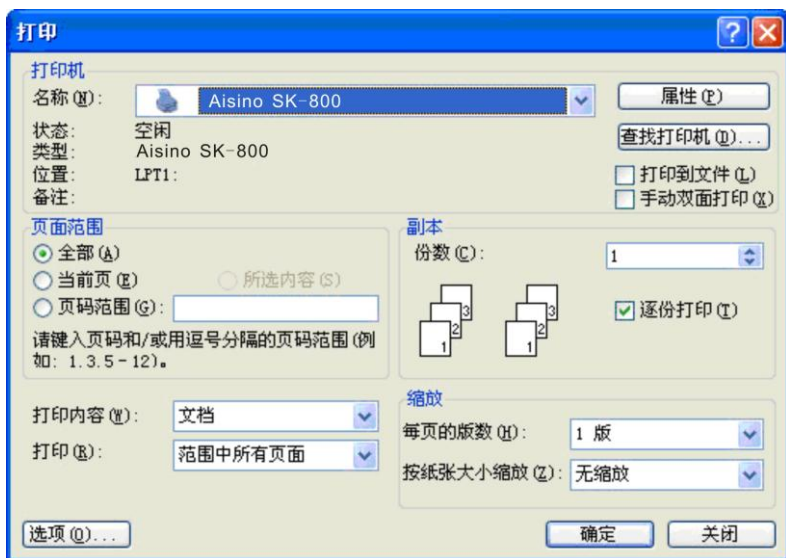 打印
打印机
名称(N):
Aisino SK-800
属性(P)
状态:
空闲
查找打印机(D)...
类型:
Aisino SK-800
位置:
LPT1:
打印到文件(L)
备注:
手动双面打印(X)
页面范围
全部(A)
当前页(E)
所选内容(S)
页码范围(G):
请键入页码和/或用逗号分隔的页码范围(例
如: 1.3.5-12)。
副本
份数(C):
1
1
2
3
1
2
3
逐份打印(T)
打印内容(W):
文档
打印(R):
范围中所有页面
缩放
每页的版数(H):
1 版
按纸张大小缩放(Z):
无缩放
选项(O)...
确定
关闭